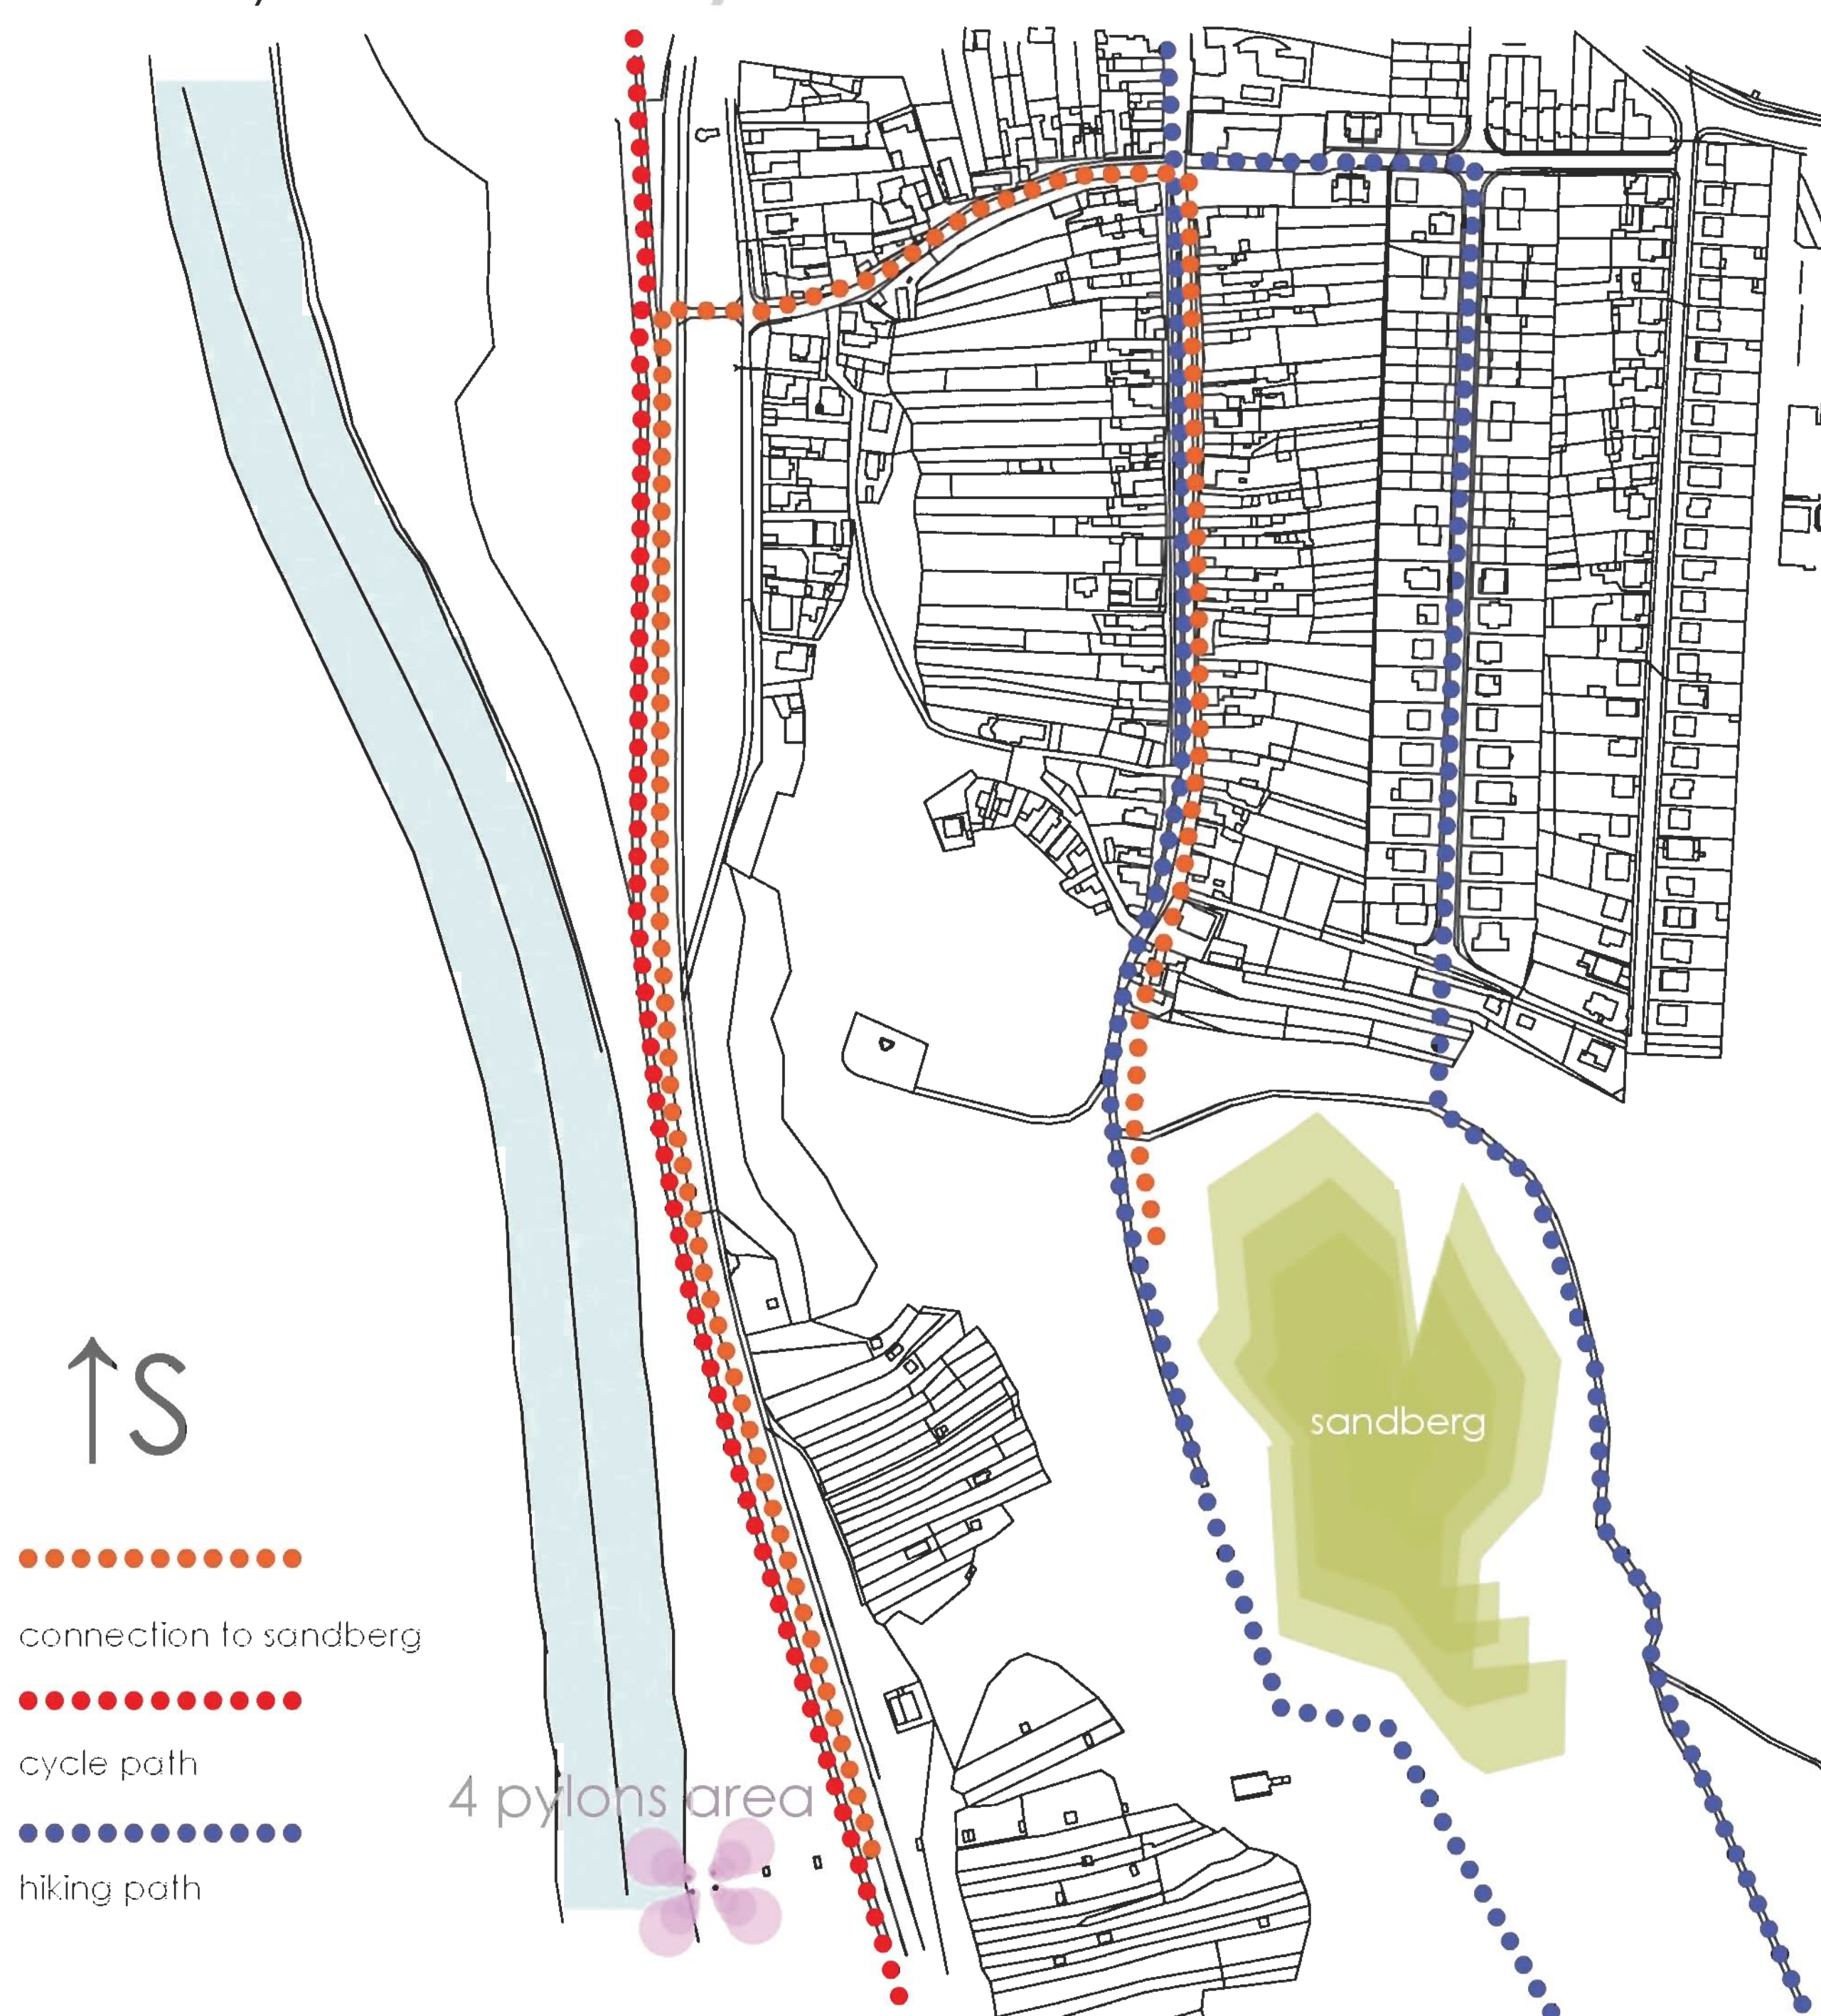 sandberg
S
connection to sandberg
cycle path
4 pylons area
hiking path